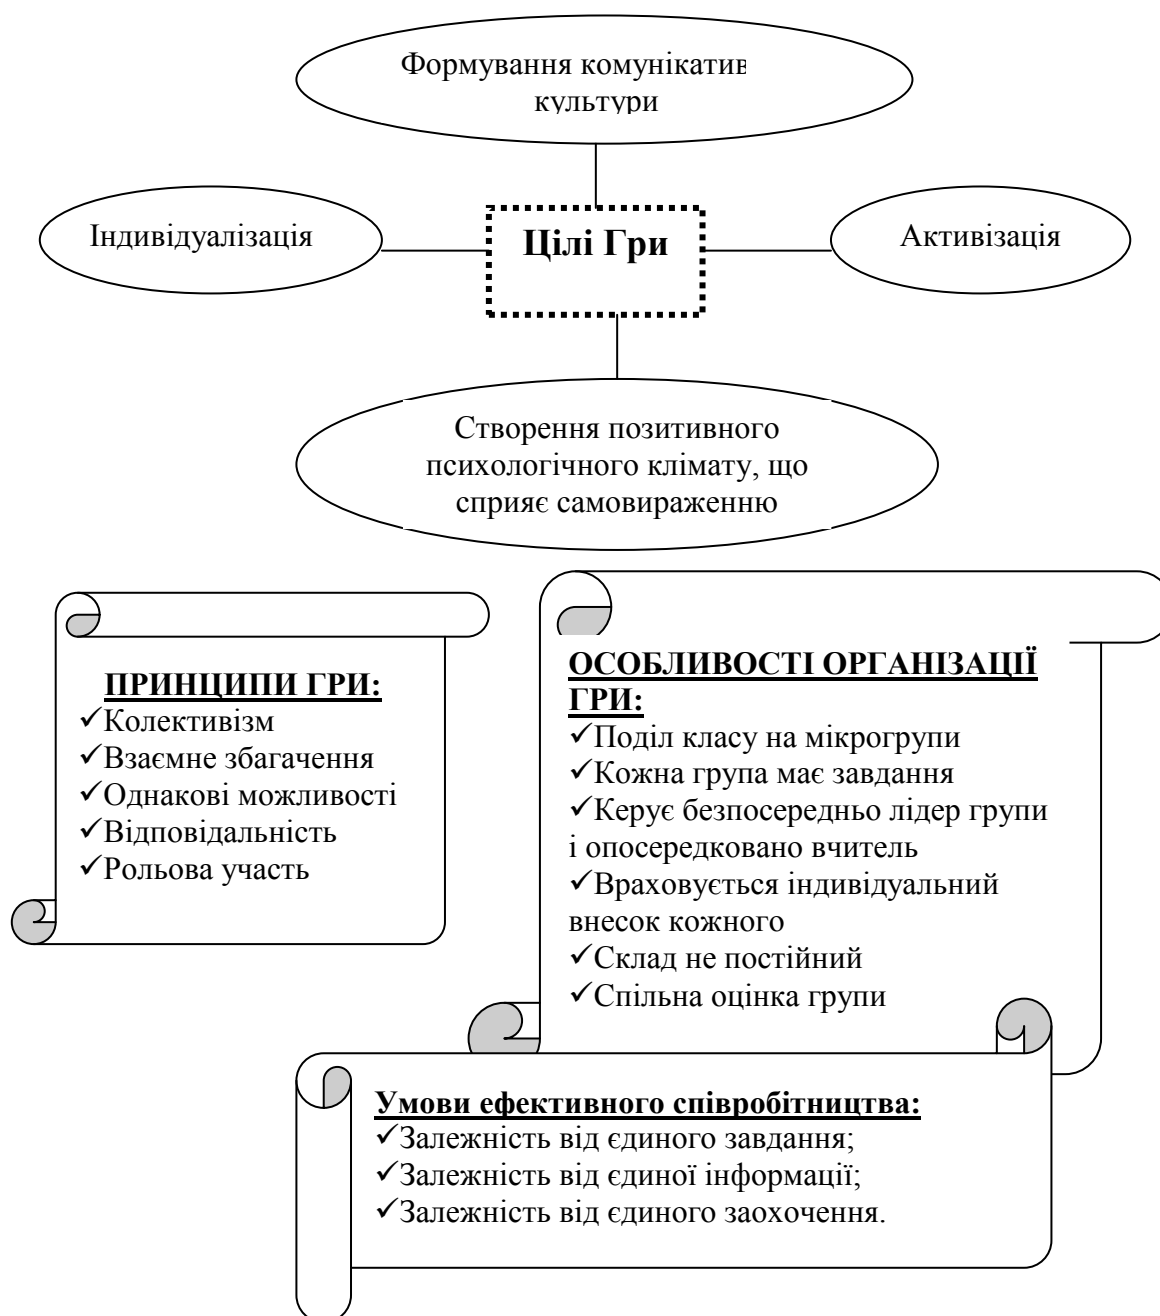 Формування комунікатив
культури
Індивідуалізація
Цілі Гри
Активізація
Створення позитивного
психологічного клімату, що
сприяє самовираженню
ПРИНЦИПИ ГРИ:
✓Колективізм
✓Взаємне збагачення
✓Однакові можливості
✓Відповідальність
✓Рольова участь
ОСОБЛИВОСТІ ОРГАНІЗАЦІЇ
ГРИ:
✓Поділ класу на мікрогрупи
✓Кожна група має завдання
✓Керує безпосередньо лідер групи
і опосередковано вчитель
✓Враховується індивідуальний
внесок кожного
✓Склад не постійний
✓Спільна оцінка групи
Умови ефективного співробітництва:
✓Залежність від єдиного завдання;
✓Залежність від єдиної інформації;
✓Залежність від єдиного заохочення.